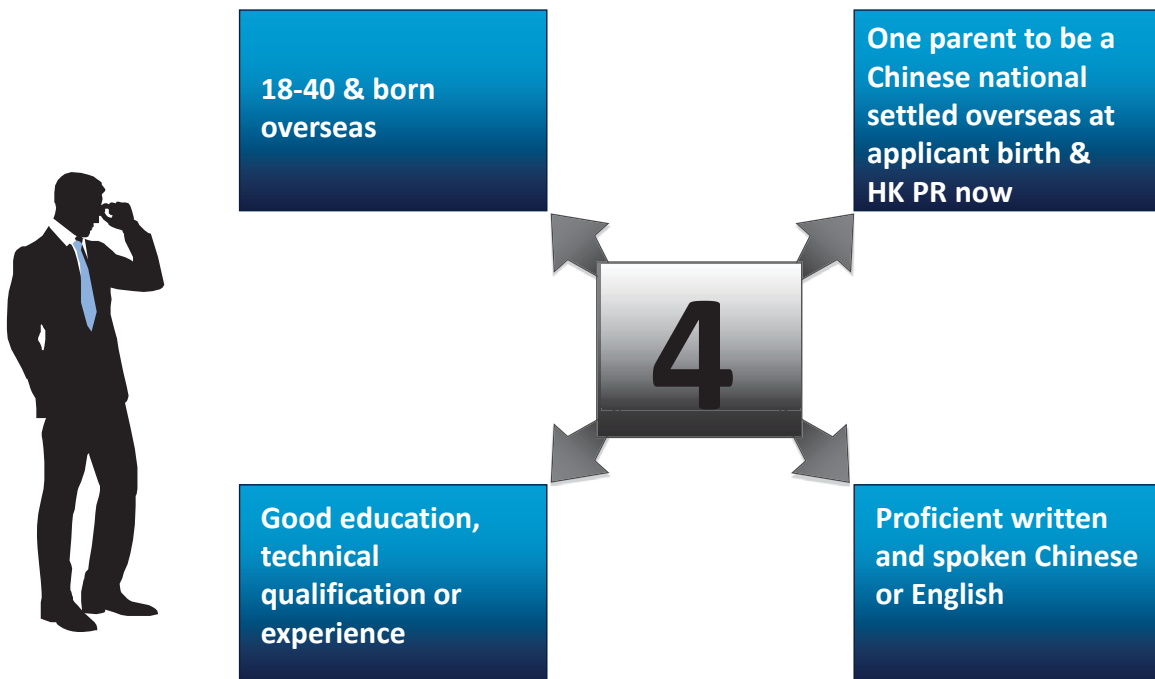 18-40 & born
overseas
One parent to be a
Chinese national
settled overseas at
applicant birth &
HK PR now
4
Good education,
technical
qualification or
experience
Proficient written
and spoken Chinese
or English